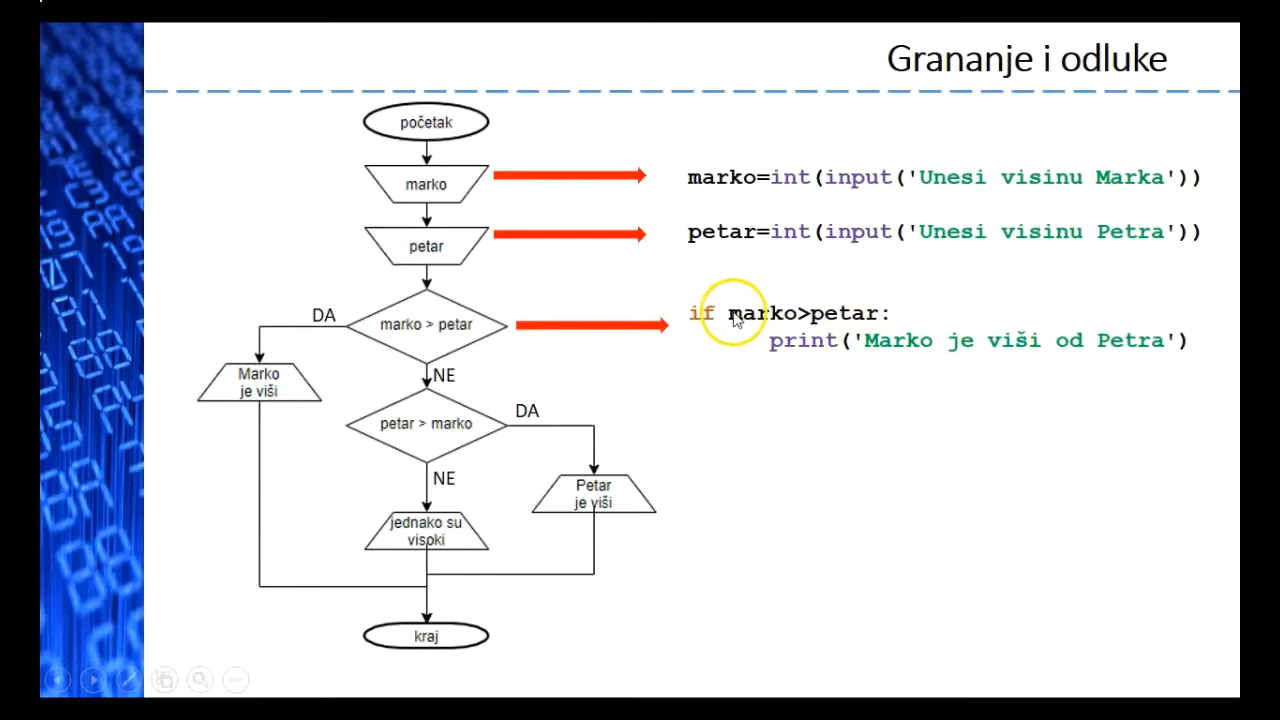 Grananje i odluke
početak
marko
marko=int(input('Unesi visinu Marka'))
petar
petar=int(input('Unesi visinu Petra'))
DA
marko > petar
if marko>petar:
print('Marko je viši od Petra')
Marko
je viši
NE
petar > marko
DA
NE
Petar
je viši
jednako su
visoki
kraj